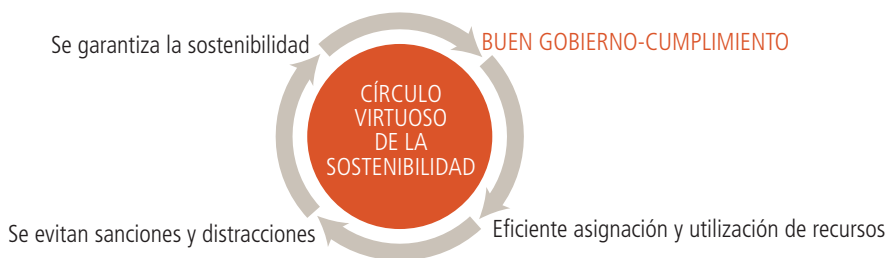 Se garantiza la sostenibilidad
BUEN GOBIERNO-CUMPLIMIENTO
CÍRCULO
VIRTUOSO
DE LA
SOSTENIBILIDAD
Se evitan sanciones y distracciones
Eficiente asignación y utilización de recursos